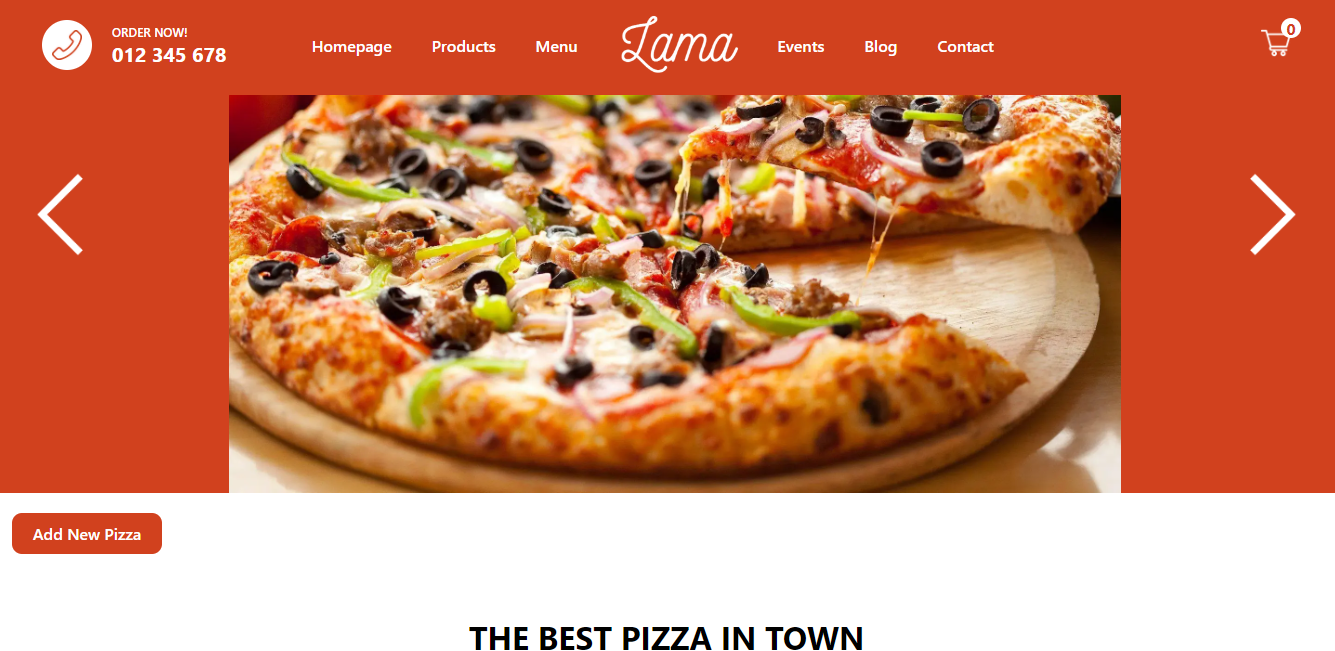 ORDER NOW!
012 345 678
Homepage
Products
Menu
Lama
Events
Blog
Contact
0
Add New Pizza
THE BEST PIZZA IN TOWN